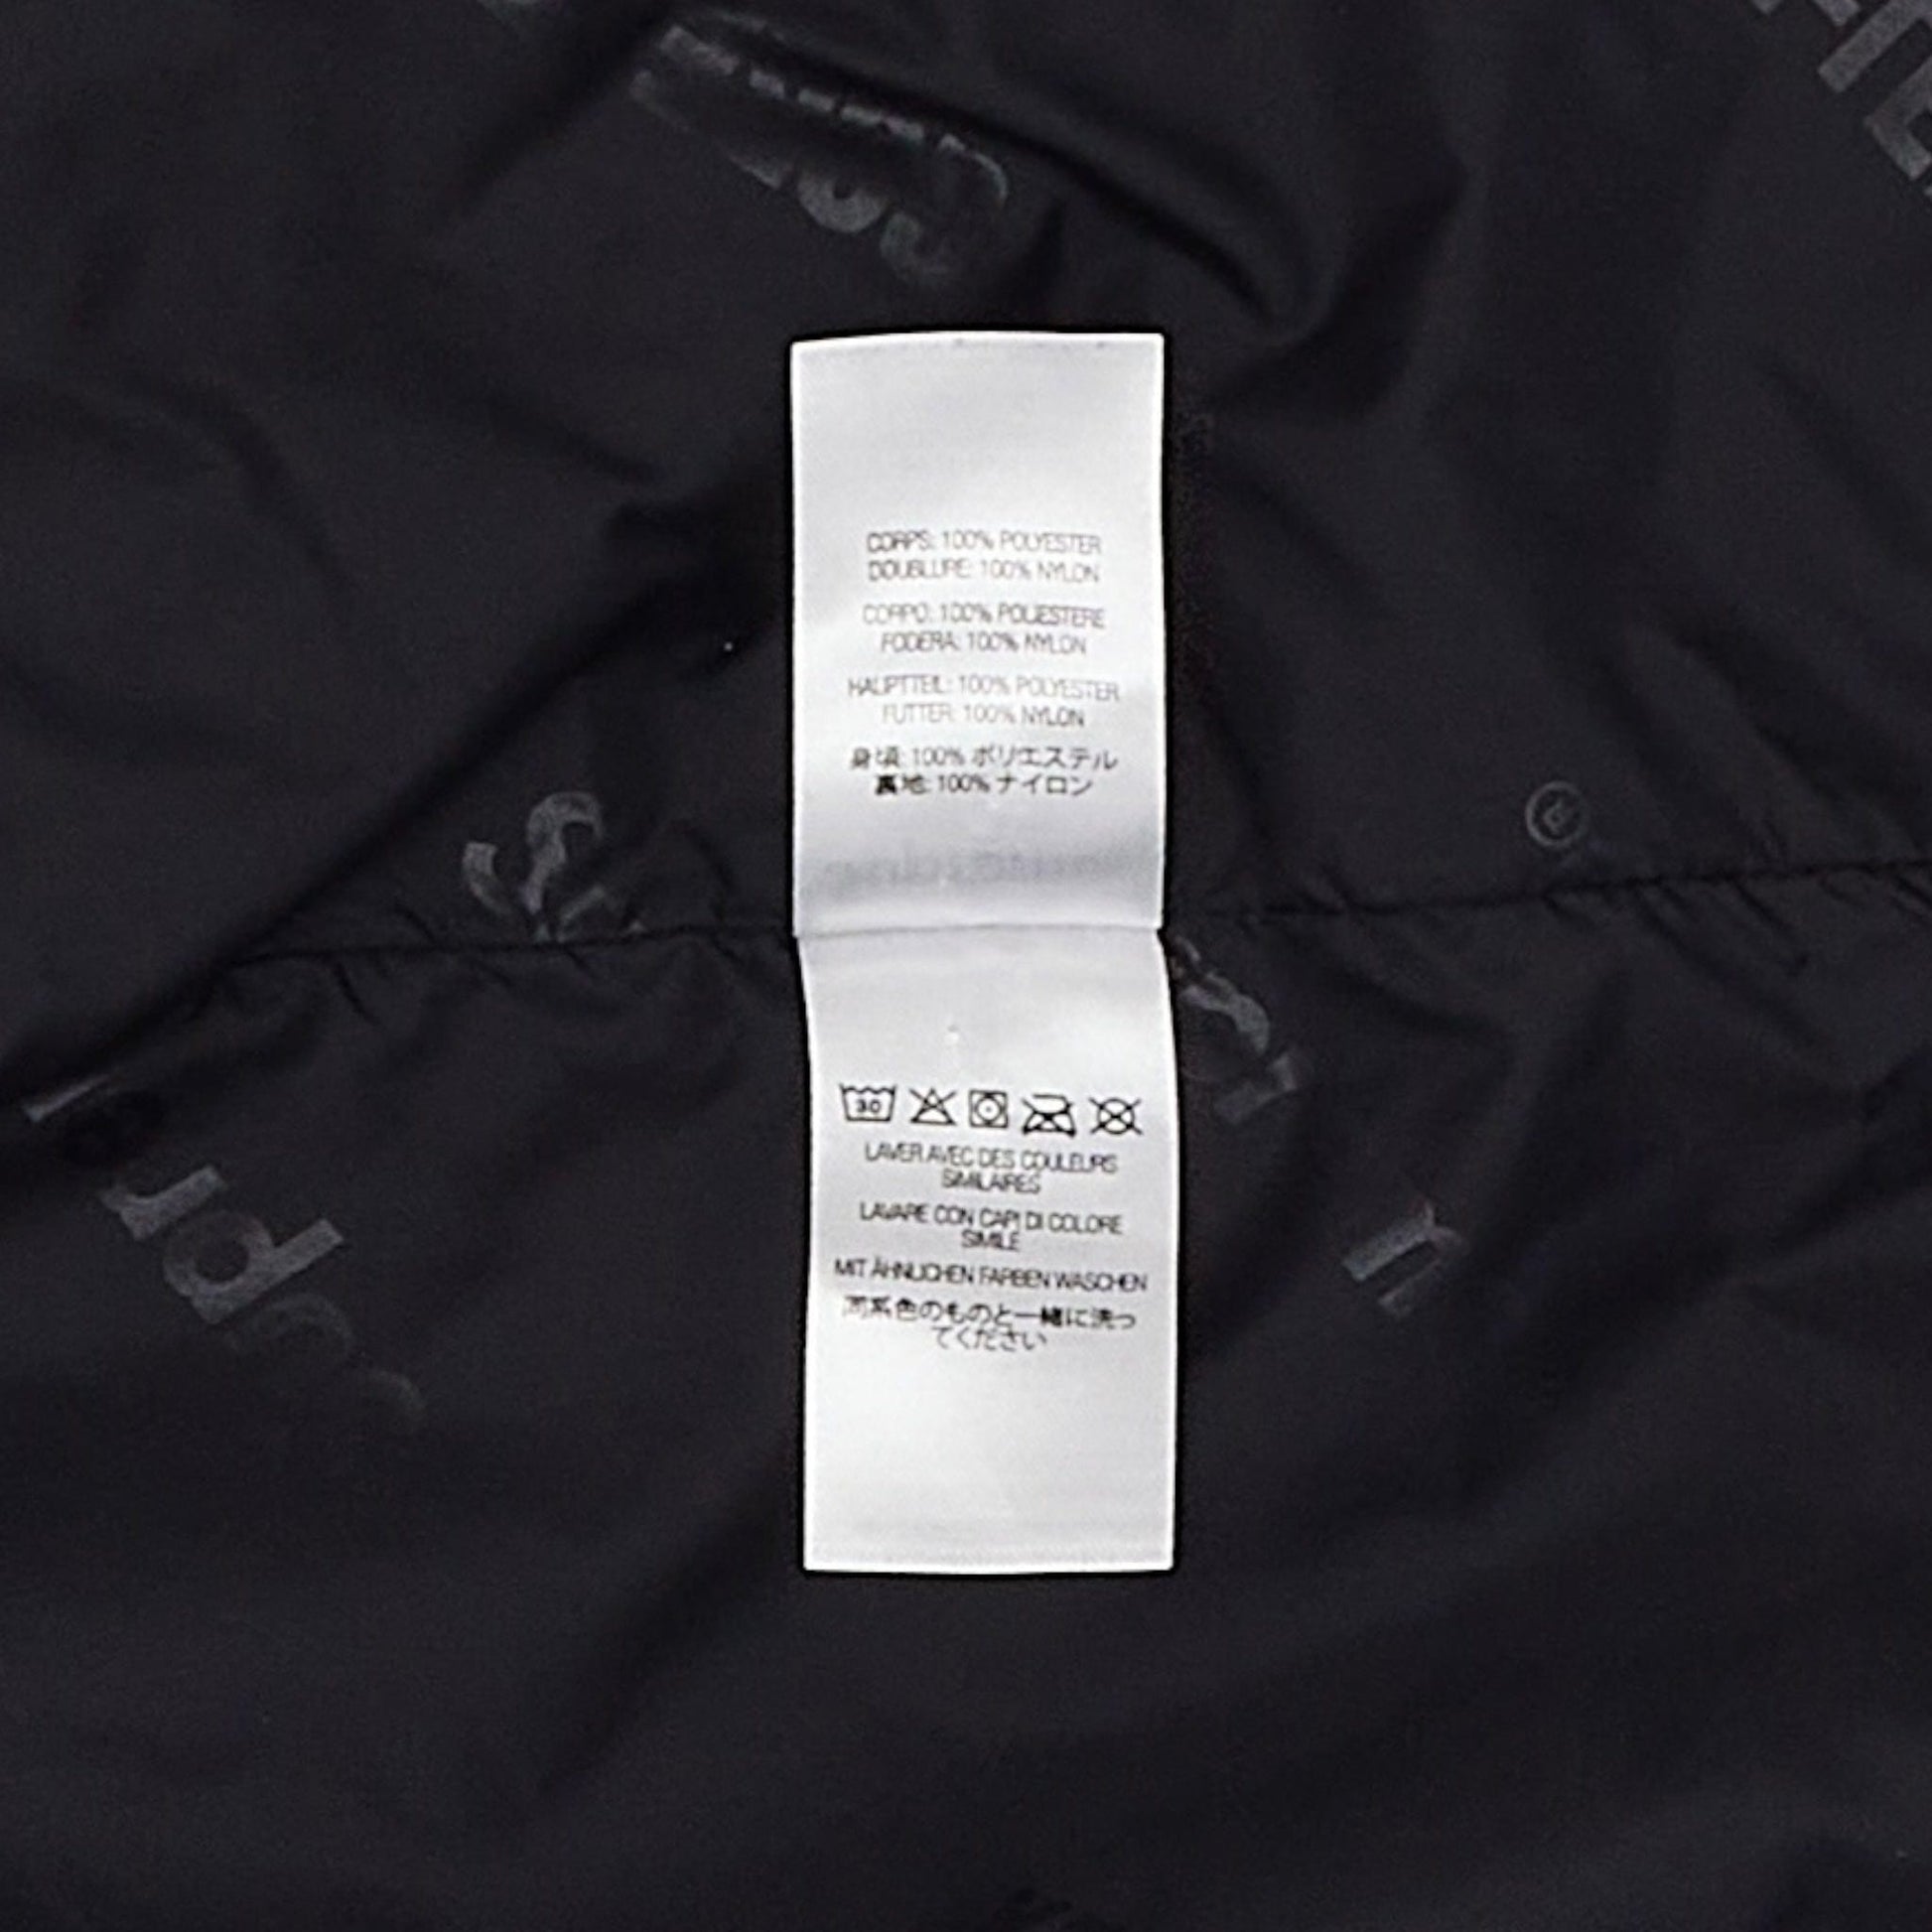 CORPS: 100% POLYESTER
DOUBLURE: 100% NYLON
CORPO: 100% POLIESTERE
FODERA: 100% NYLON
HAUPTTEIL: 100% POLYESTER
FUTTER: 100% NYLON
身頃: 100% ポリエステル
裏地: 100% ナイロン
30
LAVER AVEC DES COULEURS
SIMILAIRES
LAVARE CON CAPI DI COLORE
SIMILE
MIT ÄHNLICHEN FARBEN WASCHEN
同系色のものと一緒に洗っ
てください
®